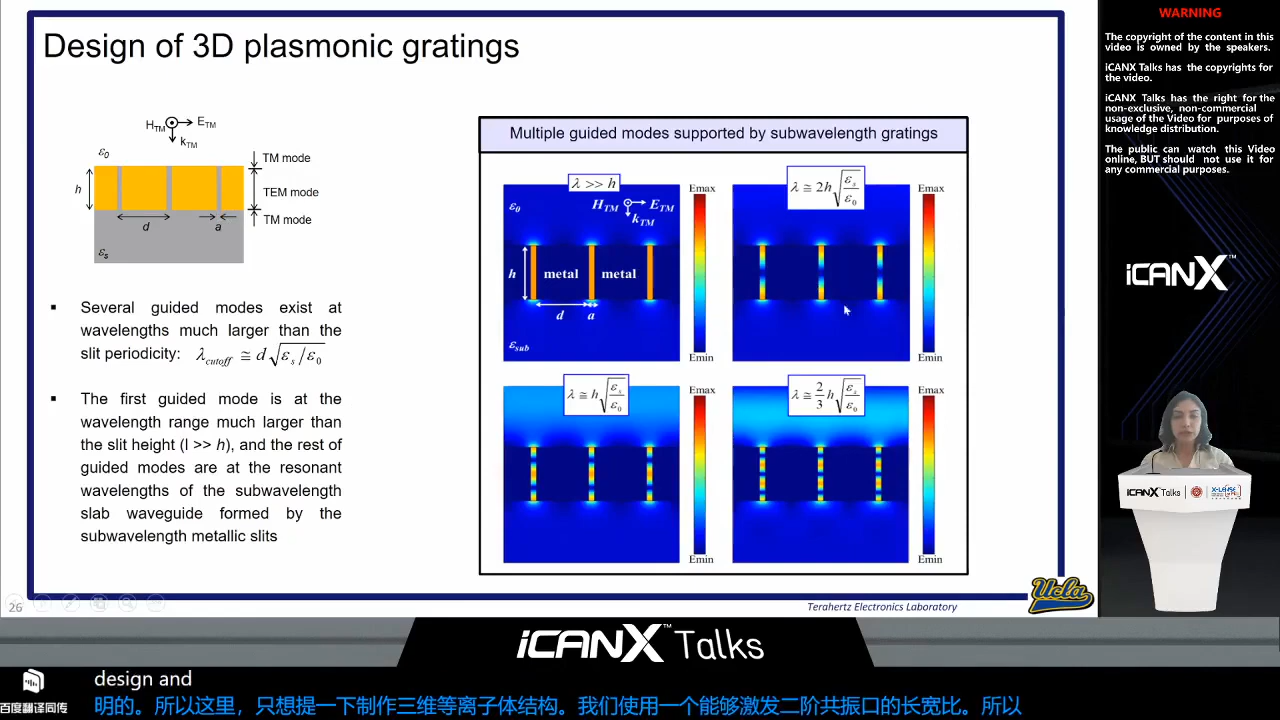 Design of 3D plasmonic gratings
H_TM E_TM
k_TM
ε_0
h
d
a
ε_s
TM mode
TEM mode
TM mode
▪ Several guided modes exist at
wavelengths much larger than the
slit periodicity: λ_cutoff ≅ d√(ε_s/ε_0)
▪ The first guided mode is at the
wavelength range much larger than
the slit height (l >> h), and the rest of
guided modes are at the resonant
wavelengths of the subwavelength
slab waveguide formed by the
subwavelength metallic slits
Multiple guided modes supported by subwavelength gratings
λ >> h
ε_0
H_TM E_TM
k_TM
h
metal metal
d
a
ε_sub
Emax
Emin
λ ≅ 2h√(ε_s/ε_0)
Emax
Emin
λ ≅ h√(ε_s/ε_0)
Emax
Emin
λ ≅ 2/3 h√(ε_s/ε_0)
Emax
Emin
26
Terahertz Electronics Laboratory
Ucla
WARNING
The copyright of the content in this
video is owned by the speakers.
iCANX Talks has the copyrights for
the video.
iCANX Talks has the right for the
non-exclusive, non-commercial
usage of the Video for purposes of
knowledge distribution.
The public can watch this Video
online, BUT should not use it for
any commercial purposes.
iCANX™
iCANX Talks
iCANX™ Talks
百度翻译同传
design and
明的。所以这里，只想提一下制作三维等离子体结构。我们使用一个能够激发二阶共振口的长宽比。所以